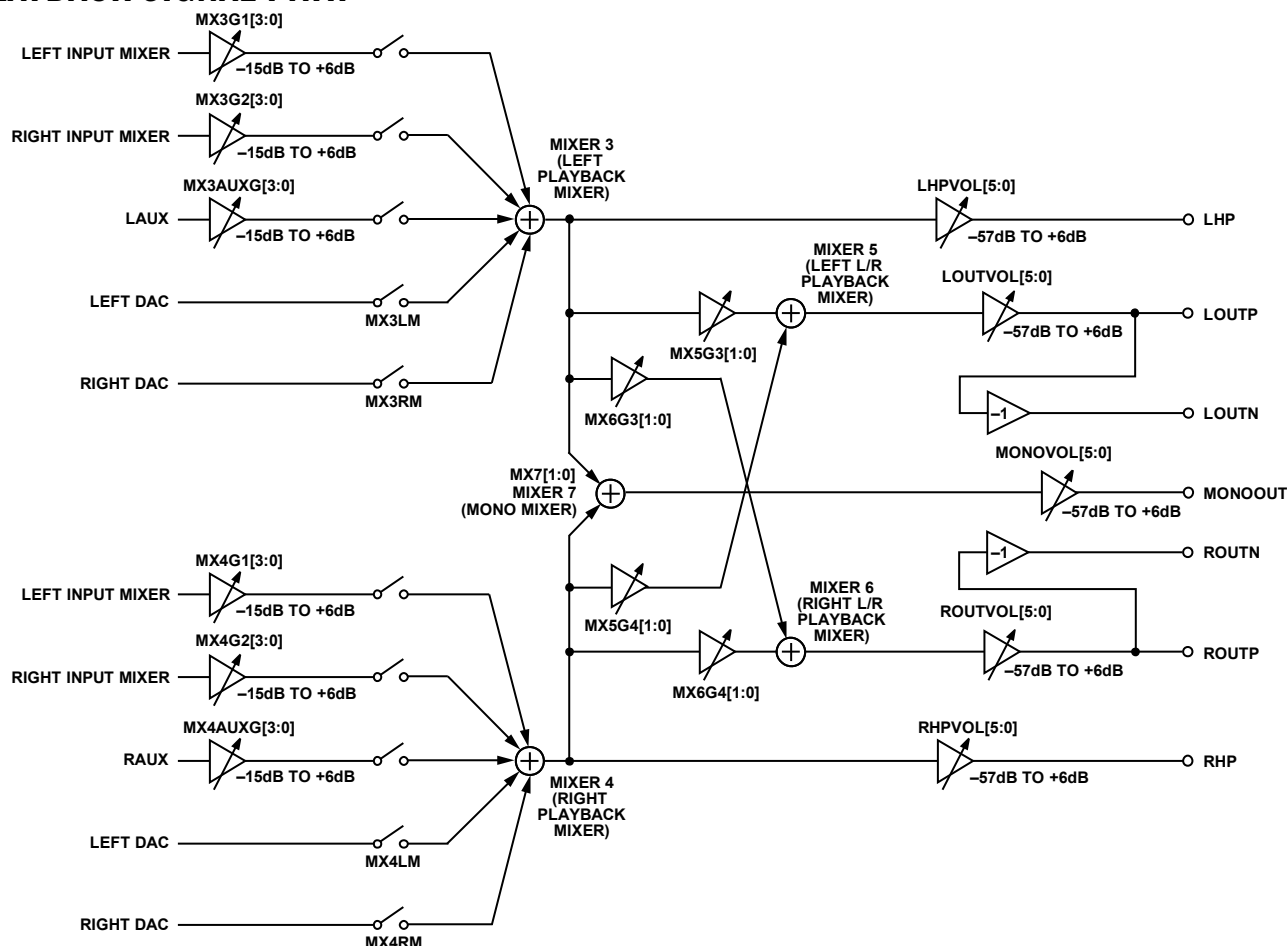 MX3G1[3:0]
LEFT INPUT MIXER
–15dB TO +6dB
MX3G2[3:0]
RIGHT INPUT MIXER
–15dB TO +6dB
MX3AUXG[3:0]
LAUX
–15dB TO +6dB
LEFT DAC
MX3LM
RIGHT DAC
MX3RM
MIXER 3
(LEFT
PLAYBACK
MIXER)
LHPVOL[5:0]
–57dB TO +6dB
LHP
MIXER 5
(LEFT L/R
PLAYBACK
MIXER)
LOUTVOL[5:0]
–57dB TO +6dB
LOUTP
MX5G3[1:0]
MX6G3[1:0]
–1
LOUTN
MX7[1:0]
MIXER 7
(MONO MIXER)
MONOVOL[5:0]
–57dB TO +6dB
MONOOUT
–1
ROUTN
MX5G4[1:0]
MIXER 6
(RIGHT L/R
PLAYBACK
MIXER)
ROUTVOL[5:0]
–57dB TO +6dB
ROUTP
MX6G4[1:0]
MX4G1[3:0]
LEFT INPUT MIXER
–15dB TO +6dB
MX4G2[3:0]
RIGHT INPUT MIXER
–15dB TO +6dB
MX4AUXG[3:0]
RAUX
–15dB TO +6dB
MIXER 4
(RIGHT
PLAYBACK
MIXER)
RHPVOL[5:0]
–57dB TO +6dB
RHP
LEFT DAC
MX4LM
RIGHT DAC
MX4RM